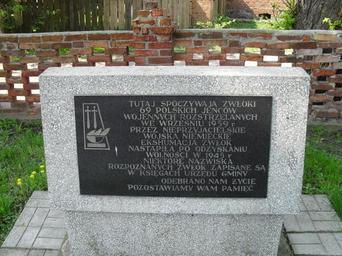 TUTAJ SPOCZYWAJĄ ZWŁOKI
69 POLSKICH JEŃCÓW
WOJENNYCH ROZSTRZELANYCH
WE WRZEŚNIU 1939 r
PRZEZ NIEPRZYJACIELSKIE
WOJSKA NIEMIECKIE
EKSHUMACJA ZWŁOK
NASTĄPIŁA PO ODZYSKANIU
WOLNOŚCI W 1945 r
NIEKTÓRE NAZWISKA
ROZPOZNANYCH ZWŁOK ZAPISANE SĄ
W KSIĘGACH URZĘDU GMINY
ODEBRANO NAM ŻYCIE
POZOSTAWIAMY WAM PAMIĘĆ